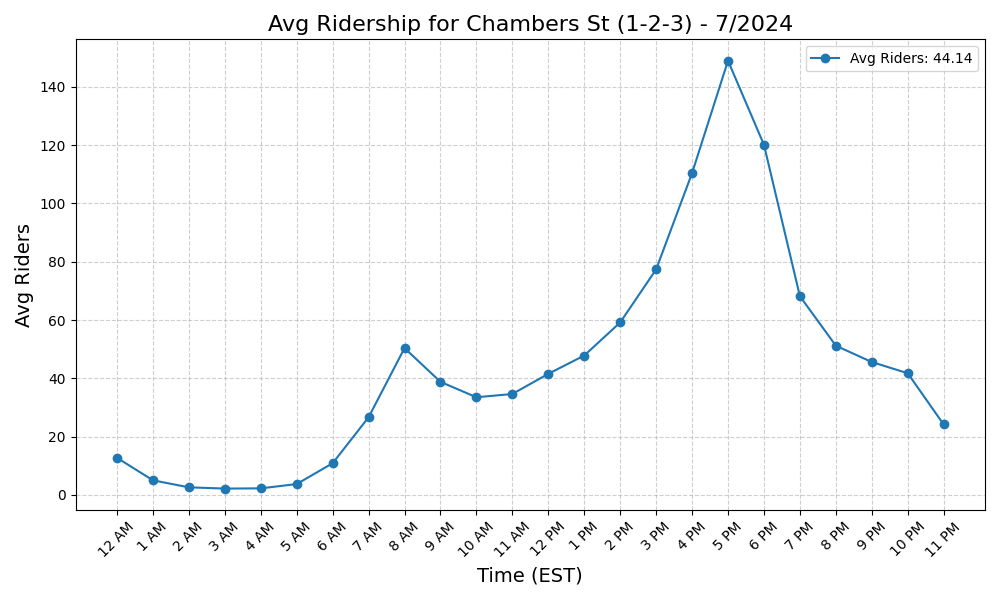 Avg Ridership for Chambers St (1-2-3) - 7/2024
Avg Riders: 44.14
Avg Riders
140
120
100
80
60
40
20
0
12 AM
1 AM
2 AM
3 AM
4 AM
5 AM
6 AM
7 AM
8 AM
9 AM
10 AM
11 AM
12 PM
1 PM
2 PM
3 PM
4 PM
5 PM
6 PM
7 PM
8 PM
9 PM
10 PM
11 PM
Time (EST)